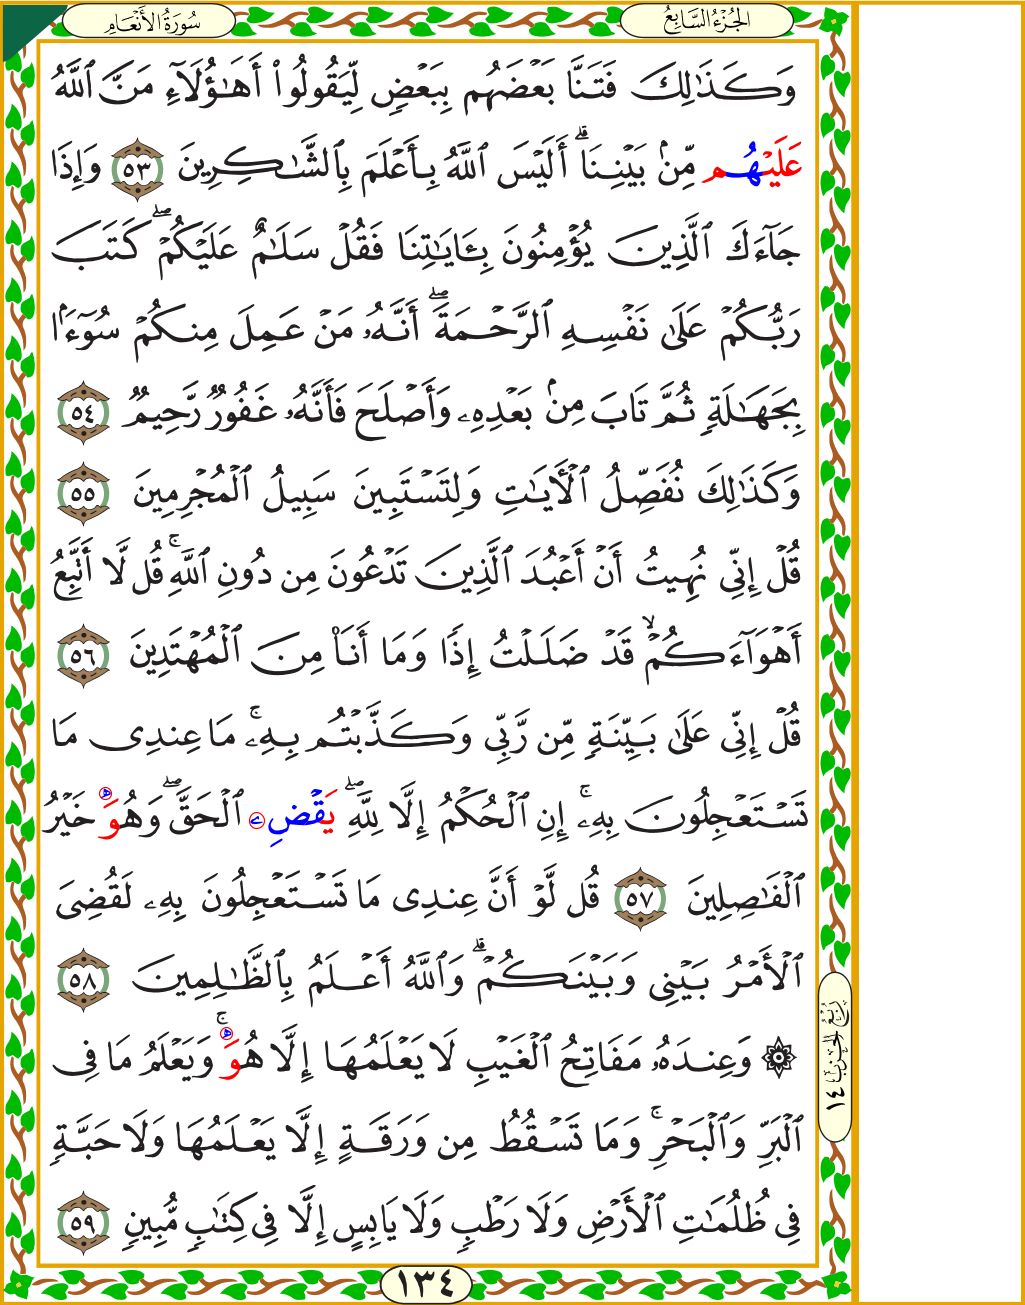 الجُزْءُ السَّابِعُ
سُورَةُ الأَنْعَامِ
وَكَذَٰلِكَ فَتَنَّا بَعْضَهُم بِبَعْضٍ لِّيَقُولُوا۟ أَهَـٰٓؤُلَآءِ مَنَّ ٱللَّهُ
عَلَيْهُم مِّنۢ بَيْنِنَآ ۗ أَلَيْسَ ٱللَّهُ بِأَعْلَمَ بِٱلشَّـٰكِرِينَ ٥٣ وَإِذَا
جَآءَكَ ٱلَّذِينَ يُؤْمِنُونَ بِـَٔايَـٰتِنَا فَقُلْ سَلَـٰمٌ عَلَيْكُمْ ۖ كَتَبَ
رَبُّكُمْ عَلَىٰ نَفْسِهِ ٱلرَّحْمَةَ ۖ أَنَّهُۥ مَنْ عَمِلَ مِنكُمْ سُوٓءًۢا
بِجَهَـٰلَةٍ ثُمَّ تَابَ مِنۢ بَعْدِهِۦ وَأَصْلَحَ فَأَنَّهُۥ غَفُورٌ رَّحِيمٌ ٥٤
وَكَذَٰلِكَ نُفَصِّلُ ٱلْـَٔايَـٰتِ وَلِتَسْتَبِينَ سَبِيلُ ٱلْمُجْرِمِينَ ٥٥
قُلْ إِنِّى نُهِيتُ أَنْ أَعْبُدَ ٱلَّذِينَ تَدْعُونَ مِن دُونِ ٱللَّهِ ۚ قُل لَّآ أَتَّبِعُ
أَهْوَآءَكُمْ ۙ قَدْ ضَلَلْتُ إِذًا وَمَآ أَنَا۠ مِنَ ٱلْمُهْتَدِينَ ٥٦
قُلْ إِنِّى عَلَىٰ بَيِّنَةٍ مِّن رَّبِّى وَكَذَّبْتُم بِهِۦ ۚ مَا عِندِى مَا
تَسْتَعْجِلُونَ بِهِۦٓ ۚ إِنِ ٱلْحُكْمُ إِلَّا لِلَّهِ ۖ يَقْضِ ے ٱلْحَقَّ ۖ وَهُوَ ه خَيْرُ
ٱلْفَـٰصِلِينَ ٥٧ قُل لَّوْ أَنَّ عِندِى مَا تَسْتَعْجِلُونَ بِهِۦ لَقُضِىَ
ٱلْأَمْرُ بَيْنِى وَبَيْنَكُمْ ۗ وَٱللَّهُ أَعْلَمُ بِٱلظَّـٰلِمِينَ ٥٨
۞ وَعِندَهُۥ مَفَاتِحُ ٱلْغَيْبِ لَا يَعْلَمُهَآ إِلَّا هُوَ ه ۚ وَيَعْلَمُ مَا فِى
ٱلْبَرِّ وَٱلْبَحْرِ ۚ وَمَا تَسْقُطُ مِن وَرَقَةٍ إِلَّا يَعْلَمُهَا وَلَا حَبَّةٍ
فِى ظُلُمَـٰتِ ٱلْأَرْضِ وَلَا رَطْبٍ وَلَا يَابِسٍ إِلَّا فِى كِتَـٰبٍ مُّبِينٍ ٥٩
رُبُعُ الحِزْبِ ١٤
١٣٤